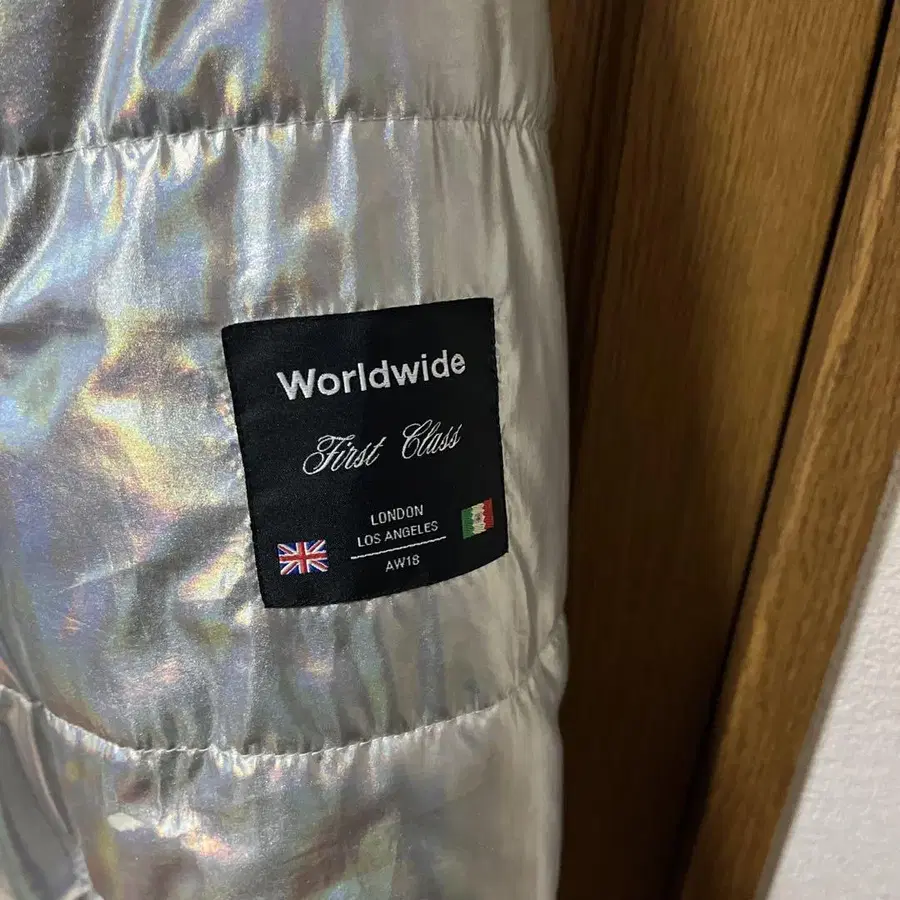 Worldwide
First Class
LONDON
LOS ANGELES
AW18